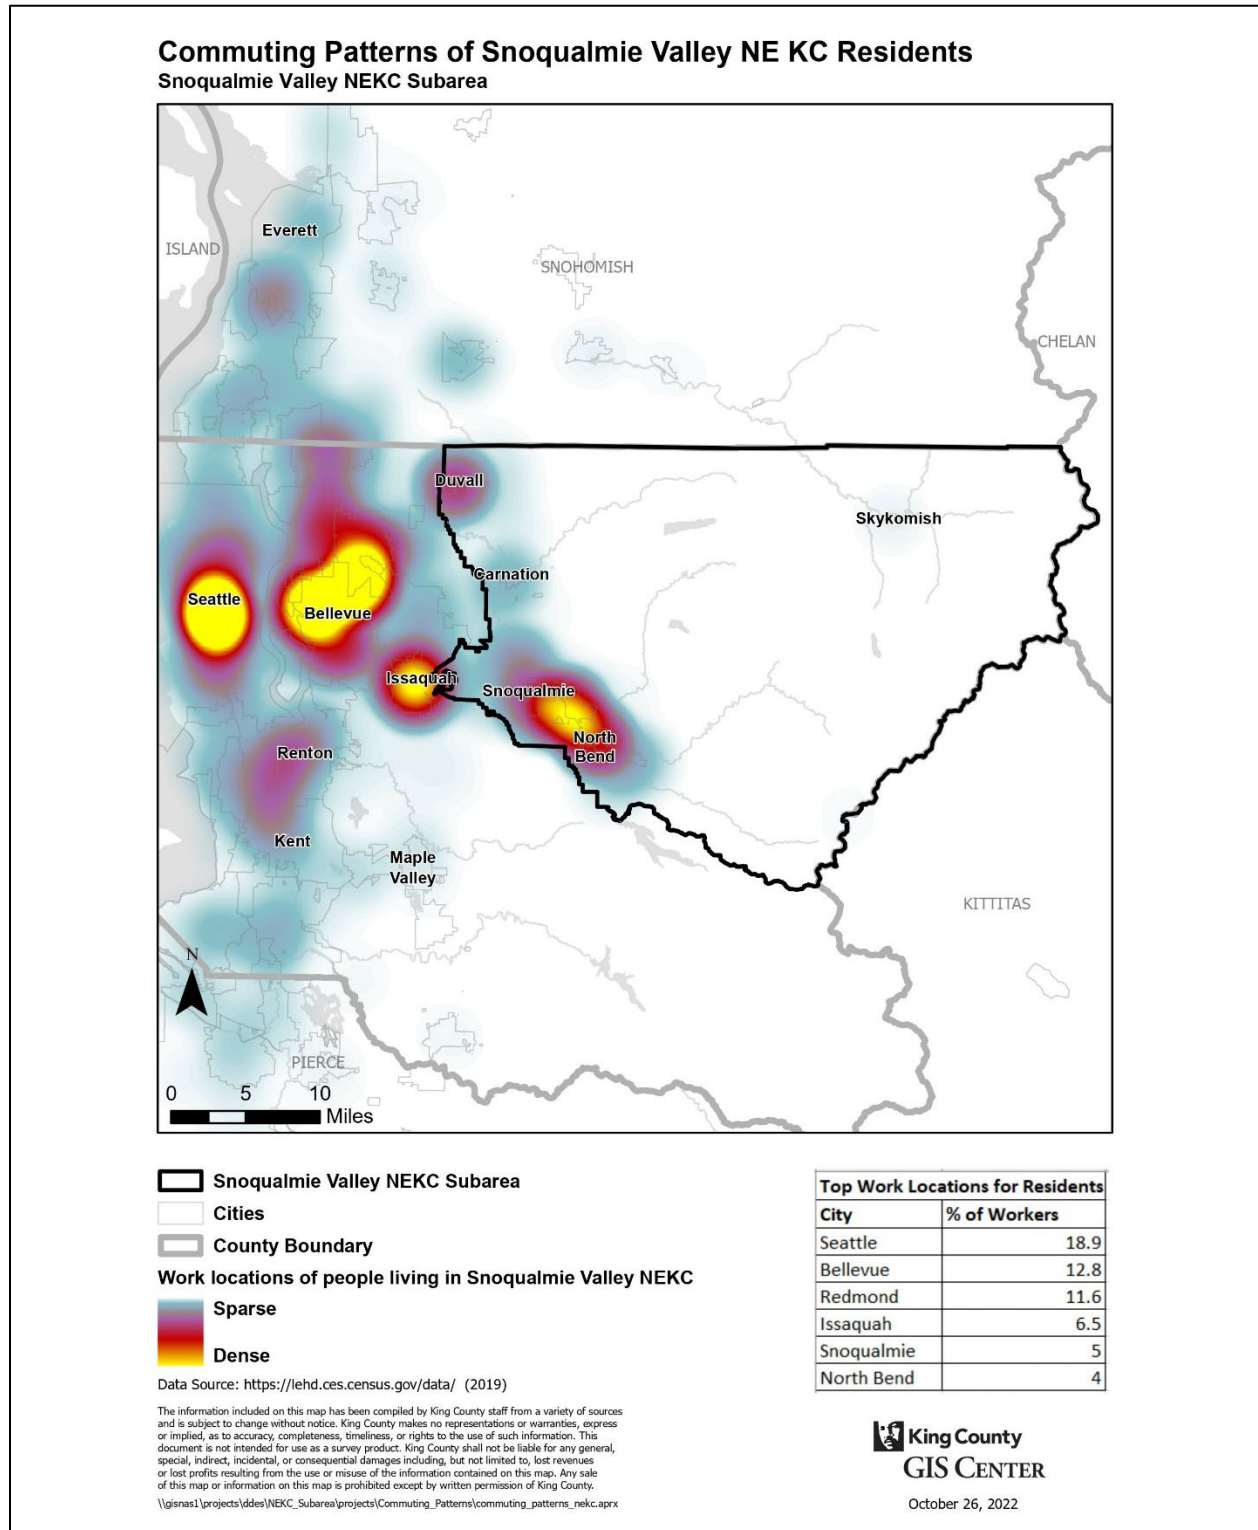 Commuting Patterns of Snoqualmie Valley NE KC Residents
Snoqualmie Valley NEKC Subarea
Everett
ISLAND
SNOHOMISH
CHELAN
Duvall
Skykomish
Carnation
Seattle
Bellevue
Issaquah
Snoqualmie
North
Bend
Renton
Kent
Maple
Valley
KITTITAS
N
PIERCE
0 5 10
Miles
Snoqualmie Valley NEKC Subarea
Cities
County Boundary
Work locations of people living in Snoqualmie Valley NEKC
Sparse
Dense
Data Source: https://lehd.ces.census.gov/data/ (2019)
The information included on this map has been compiled by King County staff from a variety of sources
and is subject to change without notice. King County makes no representations or warranties, express
or implied, as to accuracy, completeness, timeliness, or rights to the use of such information. This
document is not intended for use as a survey product. King County shall not be liable for any general,
special, indirect, incidental, or consequential damages including, but not limited to, lost revenues
or lost profits resulting from the use or misuse of the information contained on this map. Any sale
of this map or information on this map is prohibited except by written permission of King County.
\\gisnas1\projects\ddes\NEKC_Subarea\projects\Commuting_Patterns\commuting_patterns_nekc.aprx
Top Work Locations for Residents
City % of Workers
Seattle 18.9
Bellevue 12.8
Redmond 11.6
Issaquah 6.5
Snoqualmie 5
North Bend 4
King County
GIS CENTER
October 26, 2022